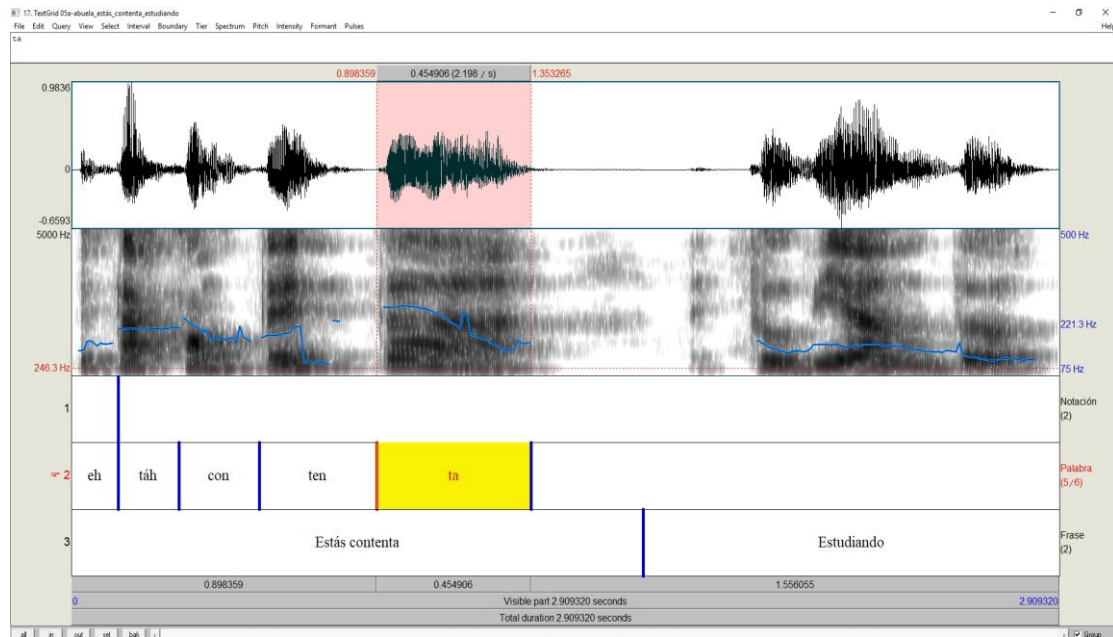 17. TextGrid 05a-abuela_estás_contenta_estudiando
File Edit Query View Select Interval Boundary Tier Spectrum Pitch Intensity Formant Pulses Help
ta
0.898359 0.454906 (2.198 / s) 1.353265
0.9836
0
-0.6593
5000 Hz 500 Hz
221.3 Hz
246.3 Hz 75 Hz
1 Notación (2)
2 eh táh con ten ta Palabra (5/6)
3 Estás contenta Estudiando Frase (2)
0.898359 0.454906 1.556055
0 Visible part 2.909320 seconds 2.909320
Total duration 2.909320 seconds
all in out sel bak Group